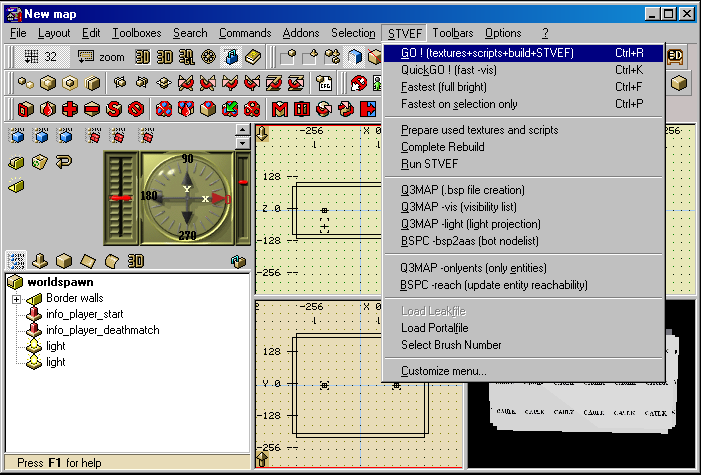 New map
File Layout Edit Toolboxes Search Commands Addons Selection STVEF Toolbars Options ?
32 zoom 3D 3D 3D
GO ! (textures+scripts+build+STVEF) Ctrl+R
QuickGO ! (fast -vis) Ctrl+K
Fastest (full bright) Ctrl+F
Fastest on selection only Ctrl+P
Prepare used textures and scripts
Complete Rebuild
Run STVEF
Q3MAP (.bsp file creation)
Q3MAP -vis (visibility list)
Q3MAP -light (light projection)
BSPC -bsp2aas (bot nodelist)
Q3MAP -onlyents (only entities)
BSPC -reach (update entity reachability)
Load Leakfile
Load Portalfile
Select Brush Number
Customize menu...
90
180
Y
X
270
-256 X 0
128
Z 0
-128
-256
-256
128
Y 0
-128
-256
3D
worldspawn
Border walls
info_player_start
info_player_deathmatch
light
light
CAULK CAULK CAULK CAULK
Press F1 for help